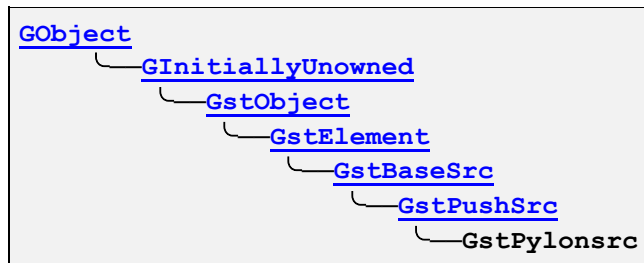 GObject
GInitiallyUnowned
GstObject
GstElement
GstBaseSrc
GstPushSrc
GstPylonsrc